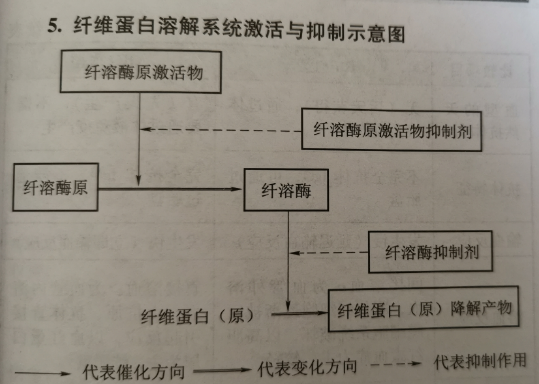 5. 纤维蛋白溶解系统激活与抑制示意图
纤溶酶原激活物
纤溶酶原激活物抑制剂
纤溶酶原
纤溶酶
纤溶酶抑制剂
纤维蛋白(原)
纤维蛋白(原)降解产物
代表催化方向
代表变化方向
代表抑制作用